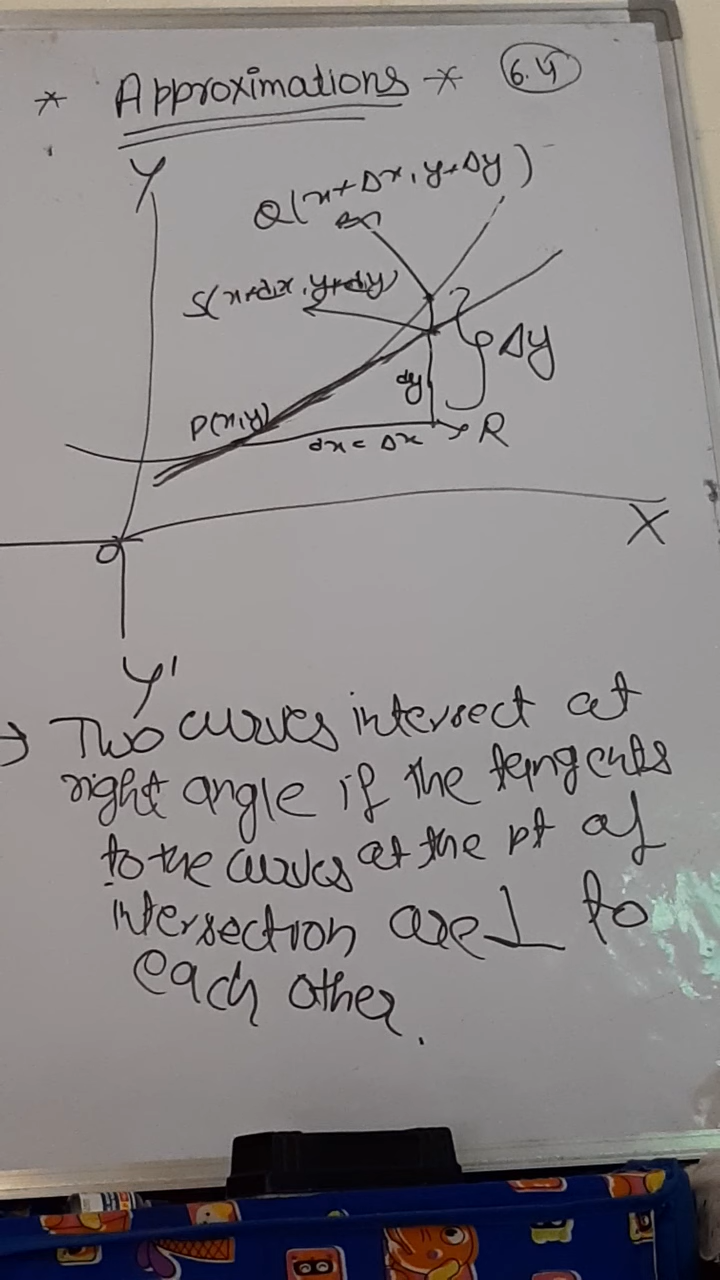 * Approximations * 6.4
Y
Q(x+Δx, y+Δy)
S(x+dx, y+dy)
Δy
dy
P(x,y)
dx = Δx
R
X
O
Y'
→ Two curves intersect at
right angle if the tangents
to the curves at the pt of
intersection are ⊥ to
each other.